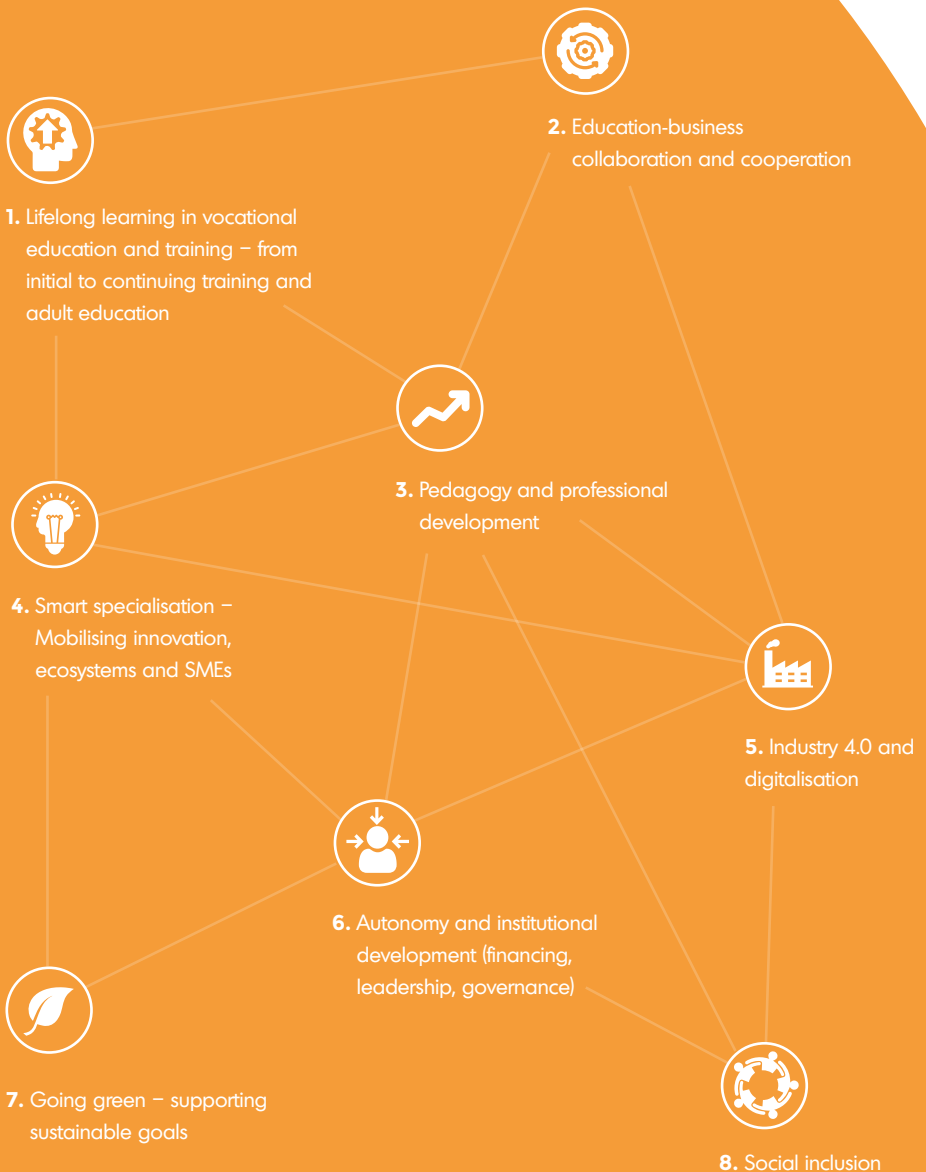 2. Education-business
collaboration and cooperation
1. Lifelong learning in vocational
education and training – from
initial to continuing training and
adult education
3. Pedagogy and professional
development
4. Smart specialisation –
Mobilising innovation,
ecosystems and SMEs
5. Industry 4.0 and
digitalisation
6. Autonomy and institutional
development (financing,
leadership, governance)
7. Going green – supporting
sustainable goals
8. Social inclusion